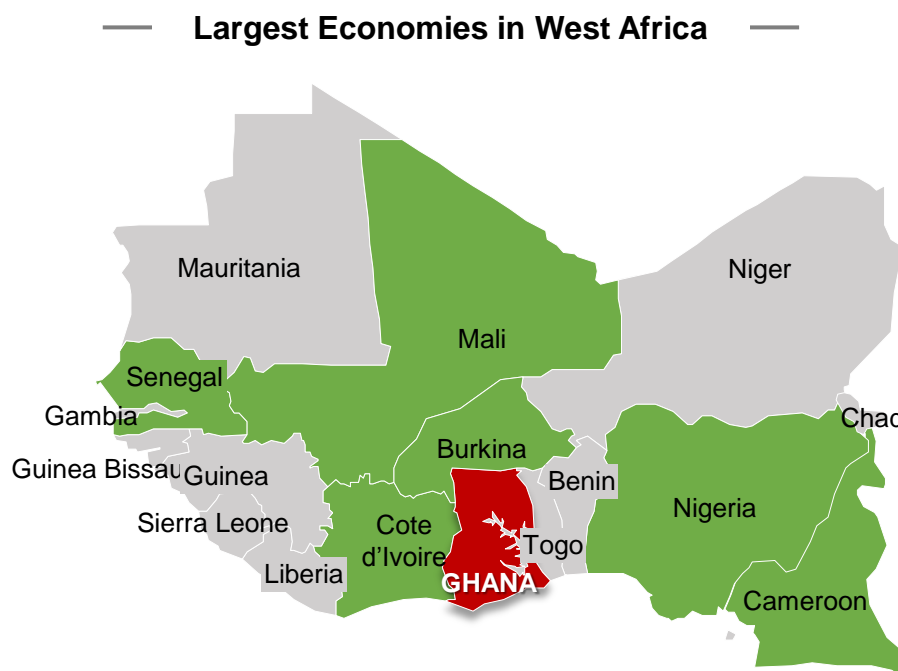 Largest Economies in West Africa
Mauritania
Niger
Mali
Senegal
Gambia
Chad
Burkina
Guinea Bissau
Guinea
Benin
Nigeria
Sierra Leone
Cote
d'Ivoire
Togo
Liberia
GHANA
Cameroon